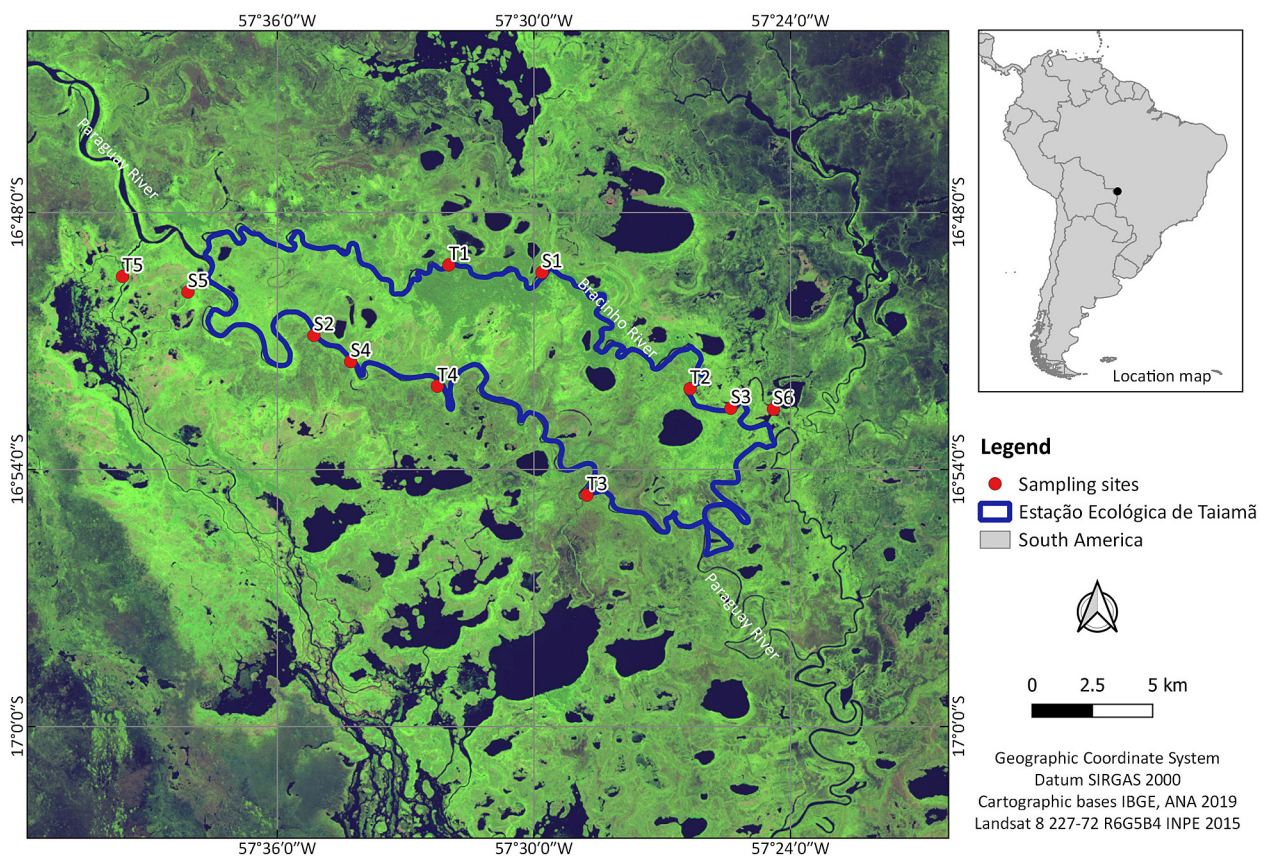 57°36'0''W 57°30'0''W 57°24'0''W
Paraguay River
16°48'0''S
16°48'0''S
T5
S5
T1
S1
Bracinho River
S2
S4
T4
T2
S3
S6
16°54'0''S
16°54'0''S
T3
Paraguay River
17°0'0''S
17°0'0''S
57°36'0''W 57°30'0''W 57°24'0''W
Location map
Legend
Sampling sites
Estação Ecológica de Taiamã
South America
0 2.5 5 km
Geographic Coordinate System
Datum SIRGAS 2000
Cartographic bases IBGE, ANA 2019
Landsat 8 227-72 R6G5B4 INPE 2015